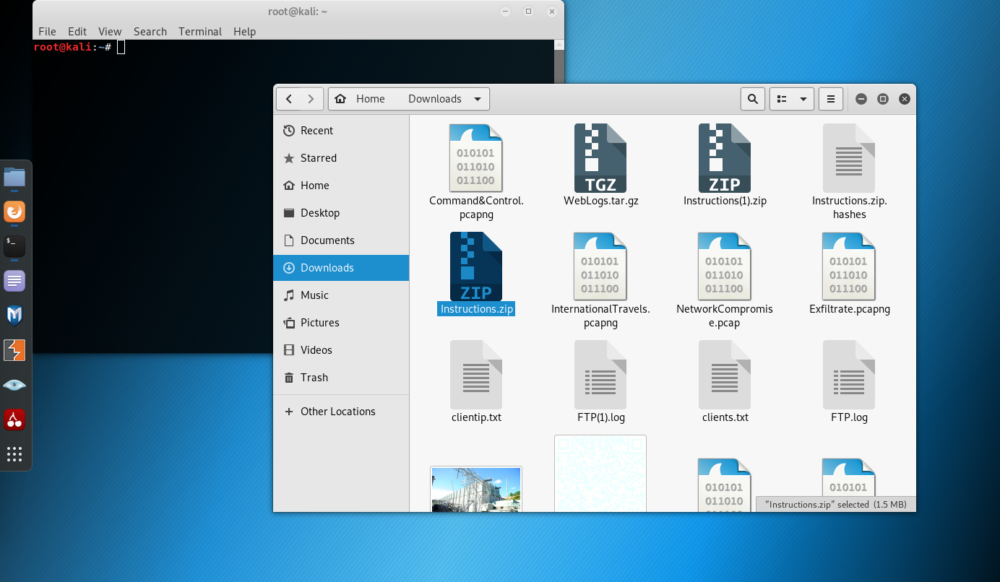 root@kali: ~
File Edit View Search Terminal Help
root@kali:~#
Home Downloads
Recent
Starred
Home
Desktop
Documents
Downloads
Music
Pictures
Videos
Trash
Other Locations
010101
011010
011100
Command&Control.
pcapng
TGZ
WebLogs.tar.gz
ZIP
Instructions(1).zip
Instructions.zip.
hashes
ZIP
Instructions.zip
010101
011010
011100
InternationalTravels.
pcapng
010101
011010
011100
NetworkCompromis
e.pcap
010101
011010
011100
Exfiltrate.pcapng
clientip.txt
FTP(1).log
clients.txt
FTP.log
010101
011010
010101
"Instructions.zip" selected (1.5 MB)
$_